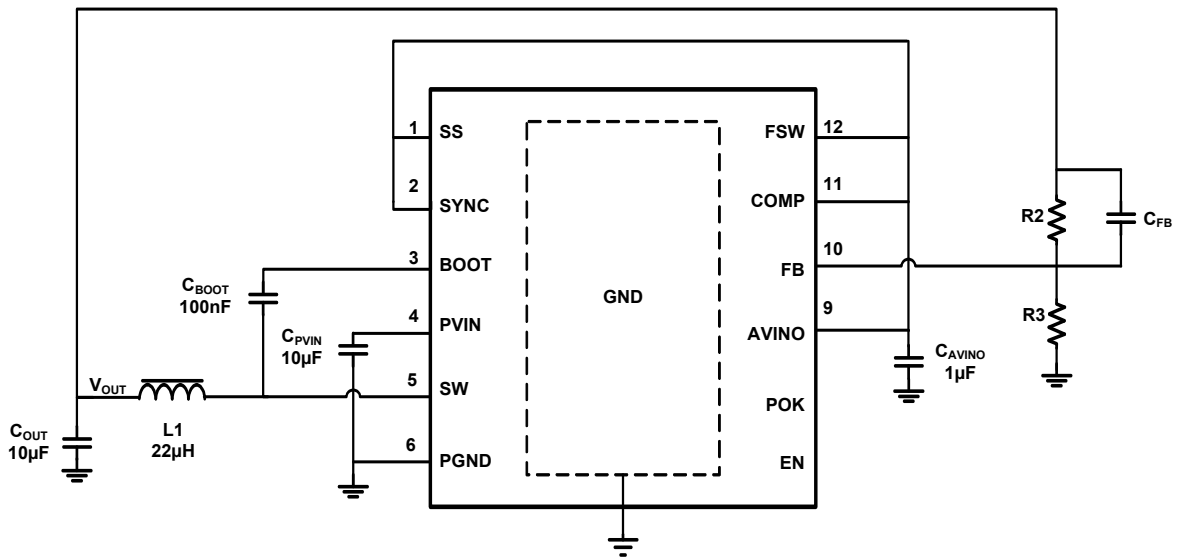 1
SS
2
SYNC
3
BOOT
4
PVIN
5
SW
6
PGND
GND
FSW
12
COMP
11
FB
10
AVINO
9
POK
EN
CBOOT
100nF
CPVIN
10µF
VOUT
L1
22µH
COUT
10µF
CAVINO
1µF
R2
R3
CFB